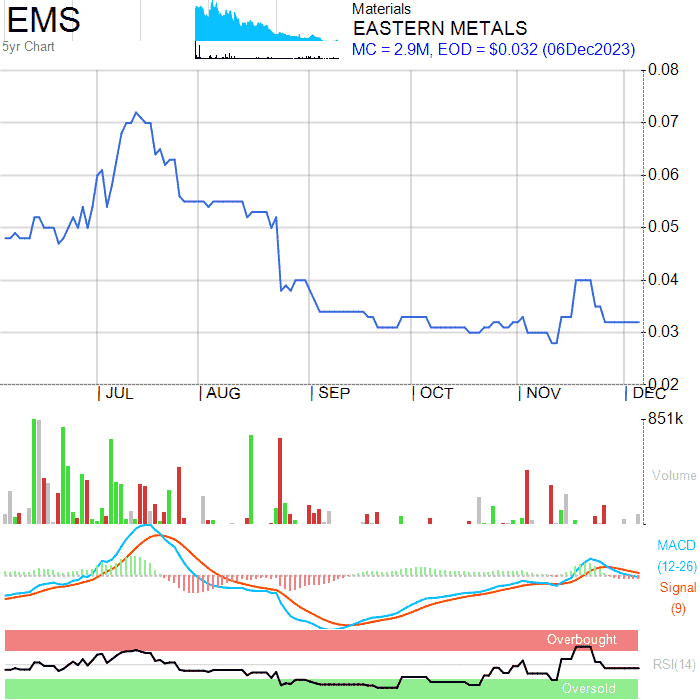 EMS
5yr Chart
Materials
EASTERN METALS
MC = 2.9M, EOD = $0.032 (06Dec2023)
0.08
0.07
0.06
0.05
0.04
0.03
0.02
JUL AUG SEP OCT NOV DEC
851k
Volume
MACD
(12-26)
Signal
(9)
Overbought
RSI(14)
Oversold